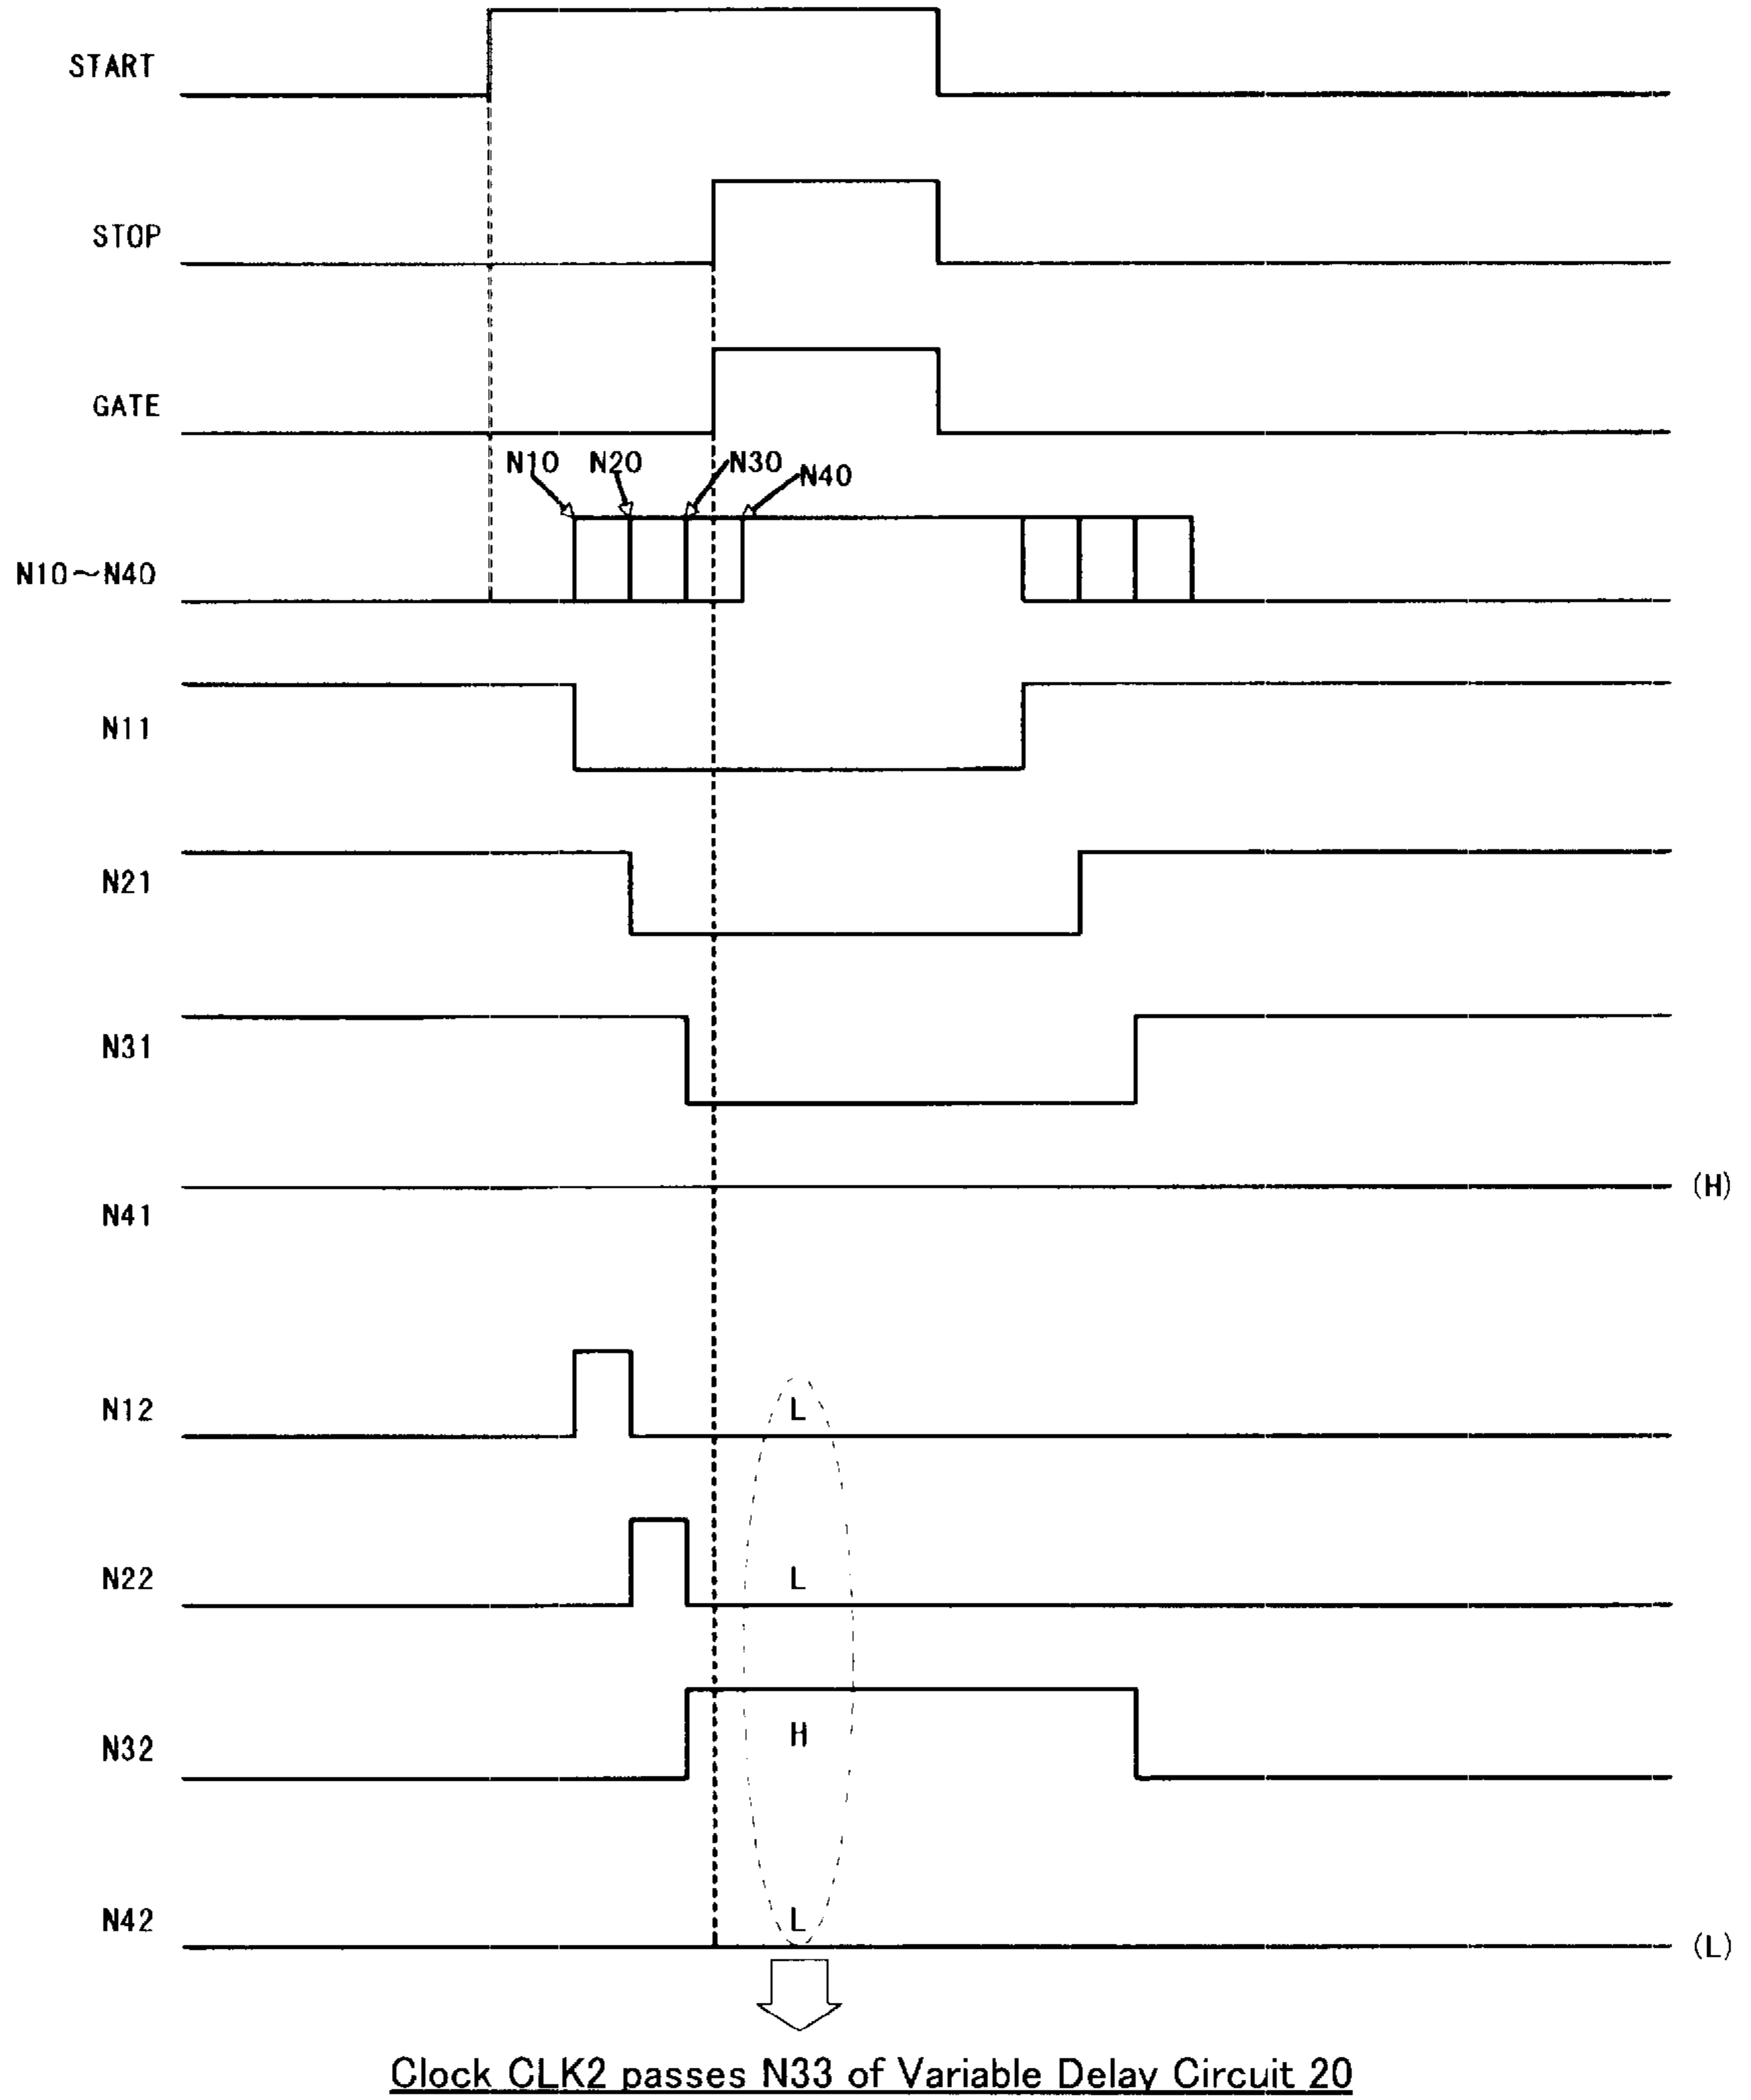 START
STOP
GATE
N10 N20 N30 N40
N10~N40
N11
N21
N31
(H)
N41
N12 L
N22 L
N32 H
N42 L
(L)
Clock CLK2 passes N33 of Variable Delay Circuit 20